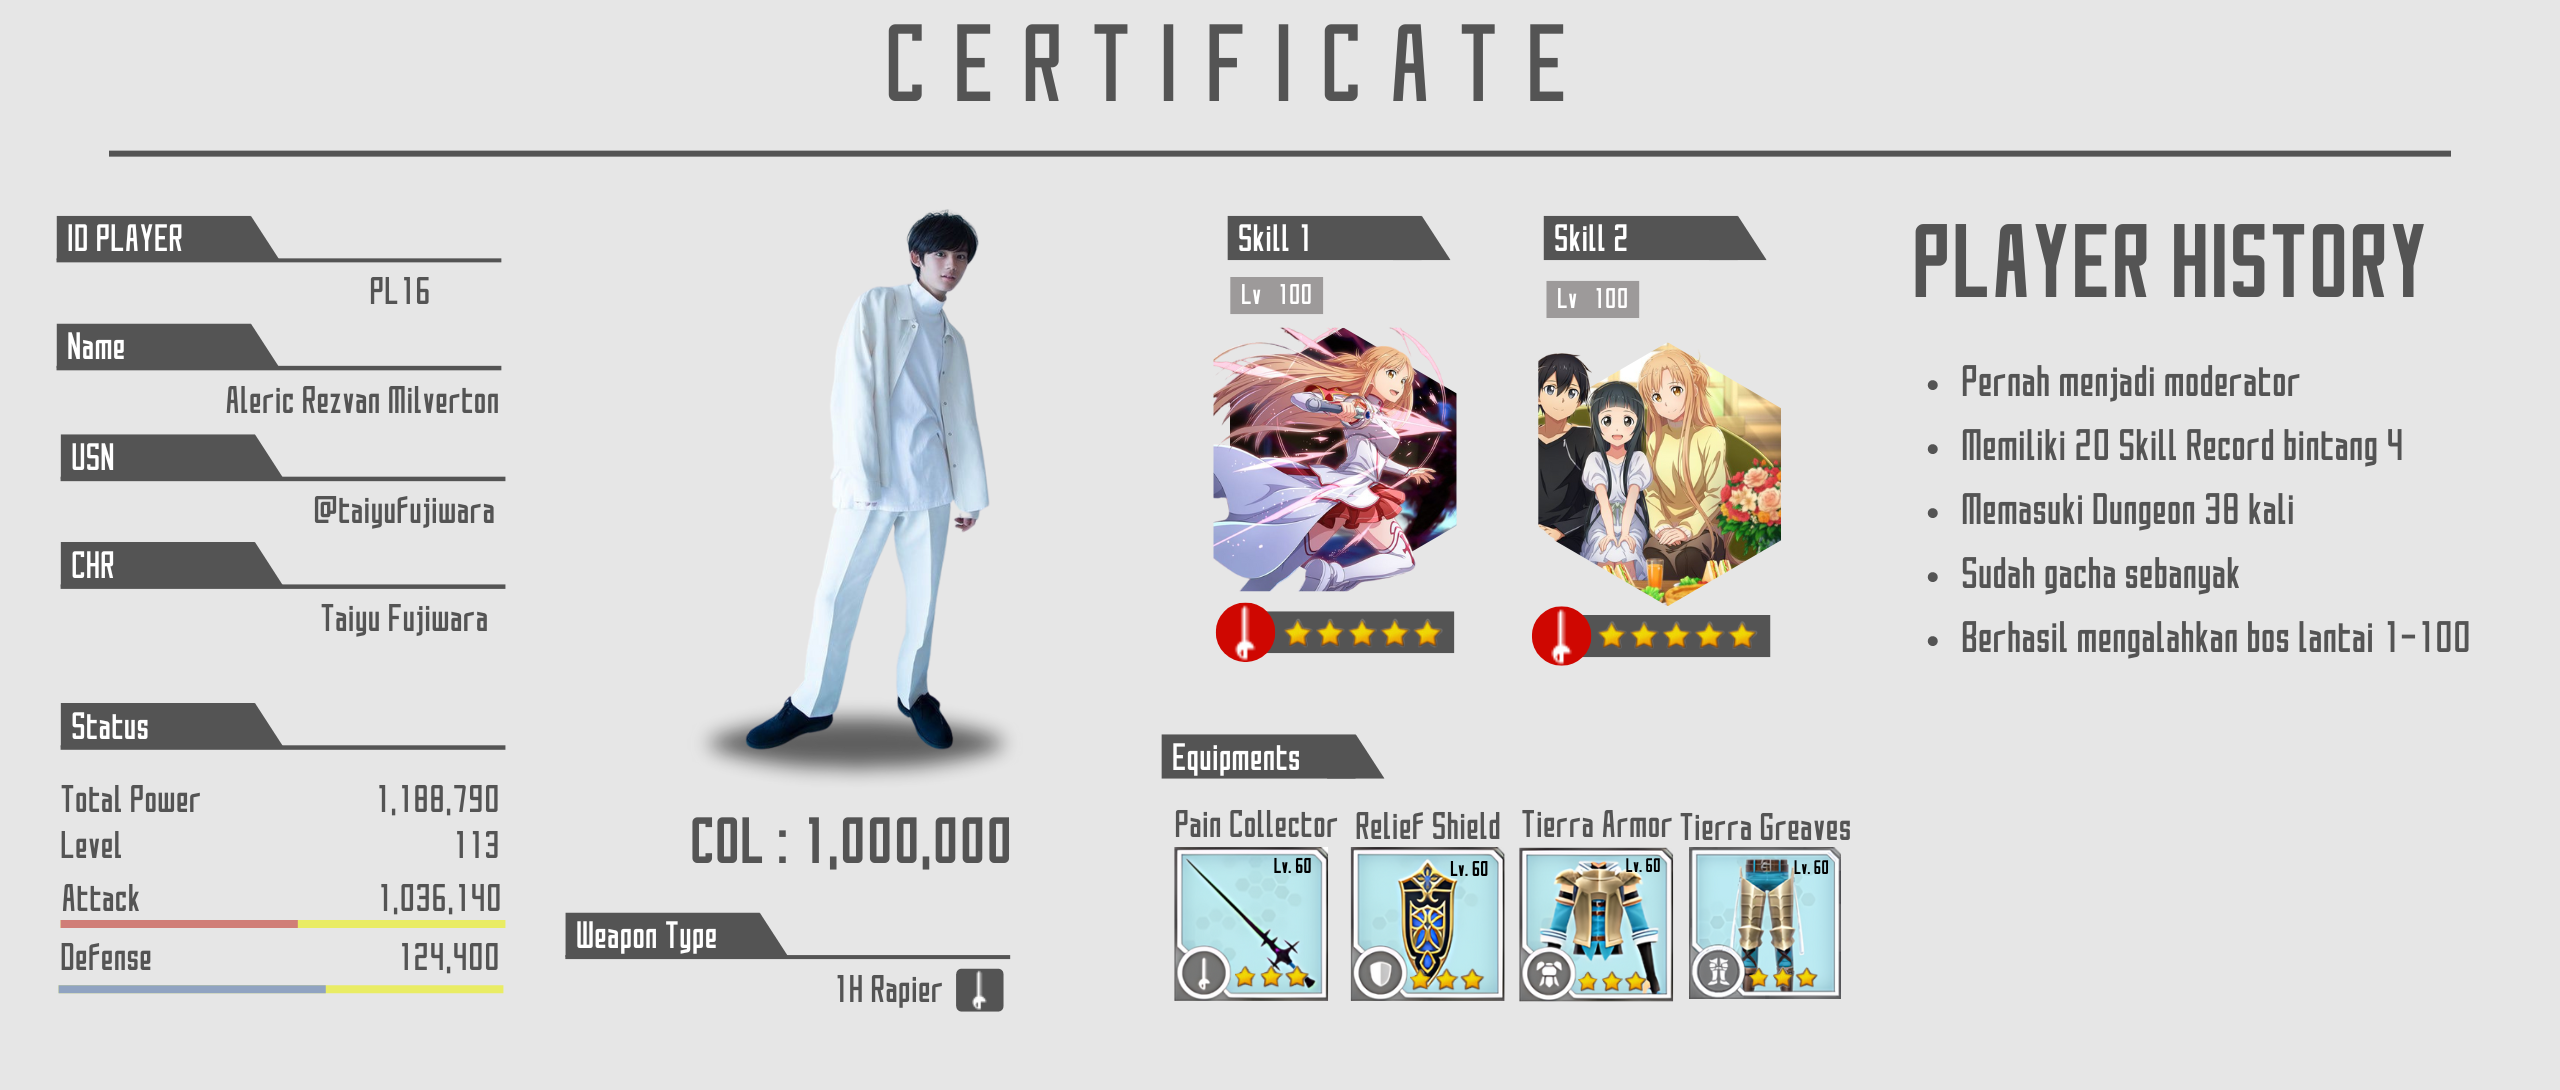 CERTIFICATE
ID PLAYER
PL16
Name
Aleric Rezvan Milverton
USN
@taiyufujiwara
CHR
Taiyu Fujiwara
Status
Total Power 1,188,790
Level 113
Attack 1,036,140
Defense 124,400
COL : 1,000,000
Weapon Type
1H Rapier
Skill 1
Lv 100
Skill 2
Lv 100
Equipments
Pain Collector
Lv. 60
Relief Shield
Lv. 60
Tierra Armor
Lv. 60
Tierra Greaves
Lv. 60
PLAYER HISTORY
• Pernah menjadi moderator
• Memiliki 20 Skill Record bintang 4
• Memasuki Dungeon 38 kali
• Sudah gacha sebanyak
• Berhasil mengalahkan bos lantai 1-100